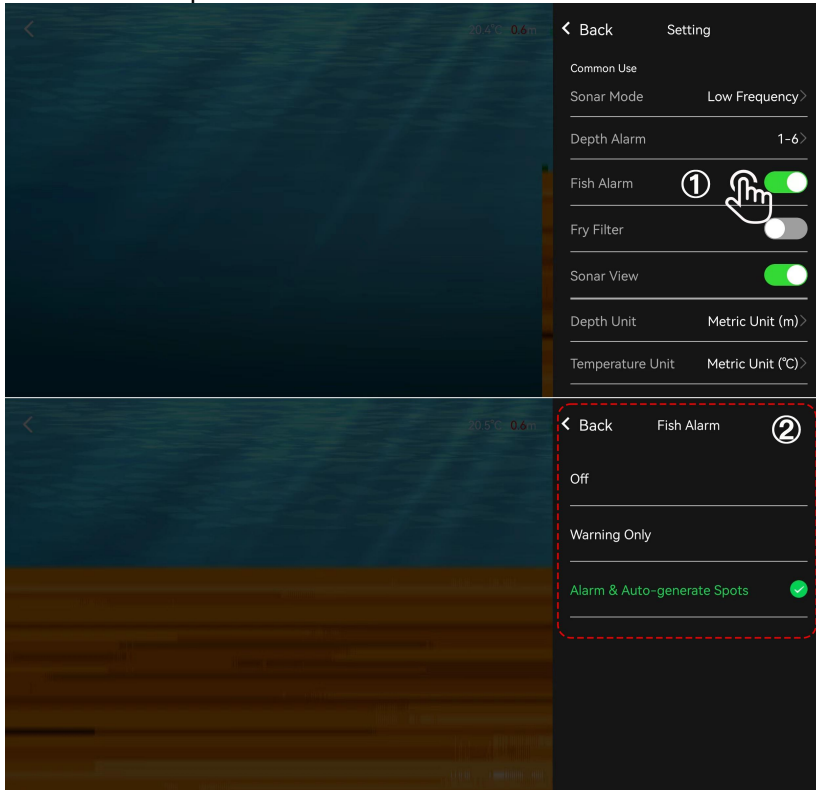 20.4℃ 0.6m
Back Setting
Common Use
Sonar Mode Low Frequency
Depth Alarm 1-6
Fish Alarm ①
Fry Filter
Sonar View
Depth Unit Metric Unit (m)
Temperature Unit Metric Unit (℃)
20.5℃ 0.6m
Back Fish Alarm ②
Off
Warning Only
Alarm & Auto-generate Spots